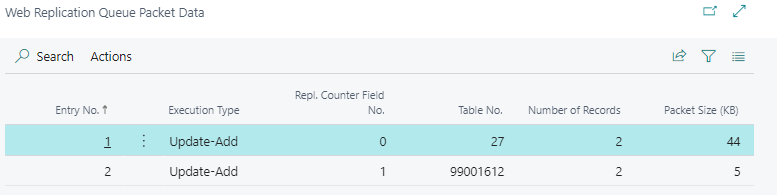 Web Replication Queue Packet Data
Search Actions
Entry No. ↑ Execution Type Repl. Counter Field No. Table No. Number of Records Packet Size (KB)
1 Update-Add 0 27 2 44
2 Update-Add 1 99001612 2 5